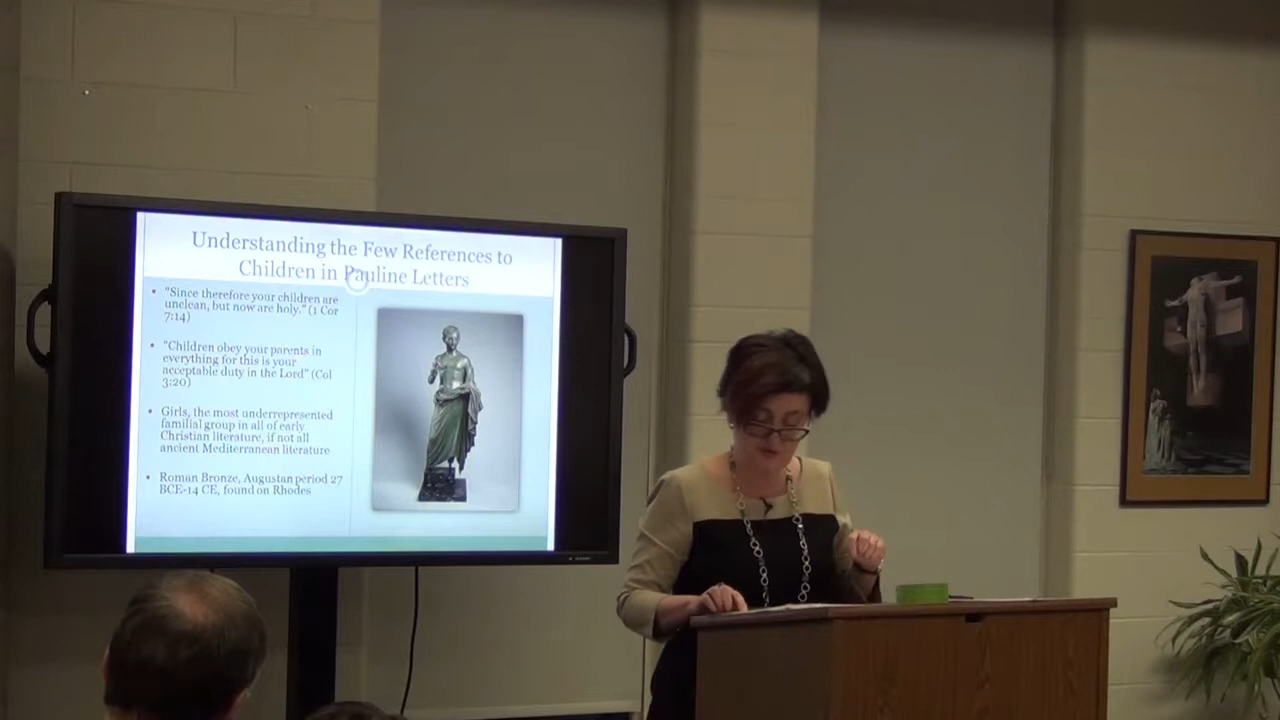 Understanding the Few References to
Children in Pauline Letters
• "Since therefore your children are
unclean, but now are holy." (1 Cor
7:14)
• "Children obey your parents in
everything for this is your
acceptable duty in the Lord" (Col
3:20)
• Girls, the most underrepresented
familial group in all of early
Christian literature, if not all
ancient Mediterranean literature
• Roman Bronze, Augustan period 27
BCE-14 CE, found on Rhodes